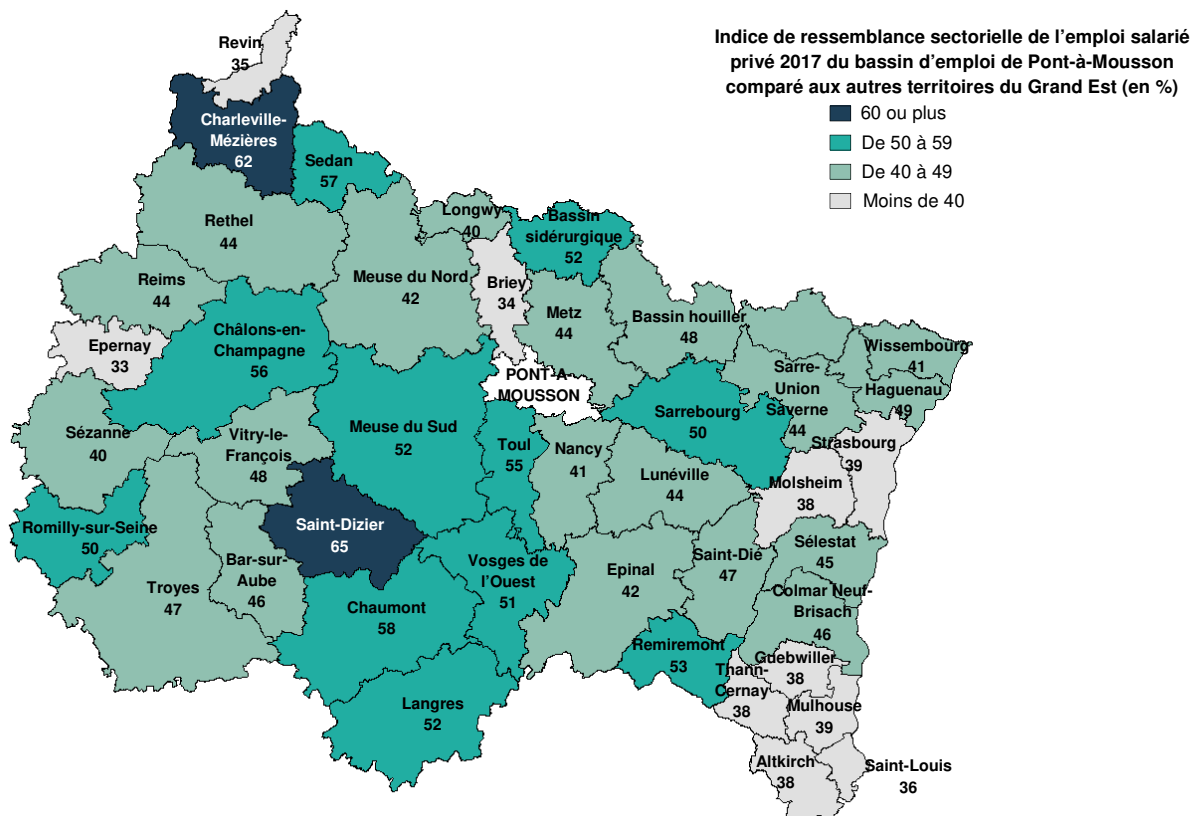 Indice de ressemblance sectorielle de l'emploi salarié
privé 2017 du bassin d'emploi de Pont-à-Mousson
comparé aux autres territoires du Grand Est (en %)
60 ou plus
De 50 à 59
De 40 à 49
Moins de 40
Revin
35
Charleville-
Mézières
62
Sedan
57
Rethel
44
Longwy
40
Bassin
sidérurgique
52
Reims
44
Meuse du Nord
42
Briey
34
Metz
44
Bassin houiller
48
Epernay
33
Châlons-en-
Champagne
56
Wissembourg
41
Sarre-
Union
Saverne
44
Haguenau
49
PONT-A
MOUSSON
Sarrebourg
50
Sézanne
40
Vitry-le-
François
48
Meuse du Sud
52
Toul
55
Nancy
41
Lunéville
44
Strasbourg
39
Molsheim
38
Romilly-sur-Seine
50
Saint-Dizier
65
Sélestat
45
Troyes
47
Bar-sur-
Aube
46
Vosges de
l'Ouest
51
Epinal
42
Saint-Dié
47
Colmar Neuf-
Brisach
46
Chaumont
58
Remiremont
53
Guebwiller
38
Thann-
Cernay
38
Langres
52
Mulhouse
39
Altkirch
38
Saint-Louis
36